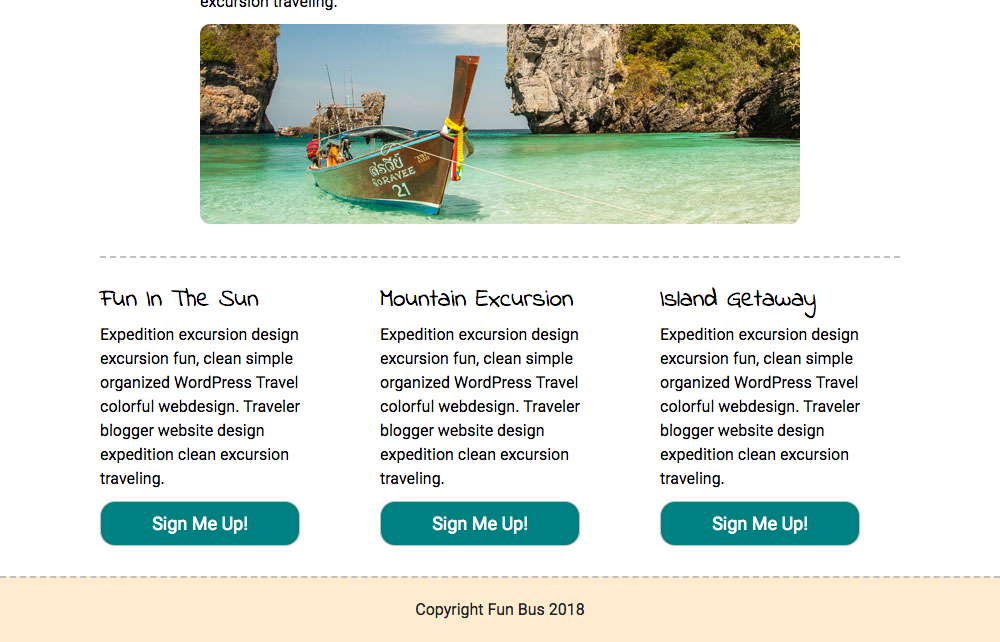 excursion traveling.
SORAVEE
21
Fun In The Sun
Mountain Excursion
Island Getaway
Expedition excursion design
excursion fun, clean simple
organized WordPress Travel
colorful webdesign. Traveler
blogger website design
expedition clean excursion
traveling.
Expedition excursion design
excursion fun, clean simple
organized WordPress Travel
colorful webdesign. Traveler
blogger website design
expedition clean excursion
traveling.
Expedition excursion design
excursion fun, clean simple
organized WordPress Travel
colorful webdesign. Traveler
blogger website design
expedition clean excursion
traveling.
Sign Me Up!
Sign Me Up!
Sign Me Up!
Copyright Fun Bus 2018